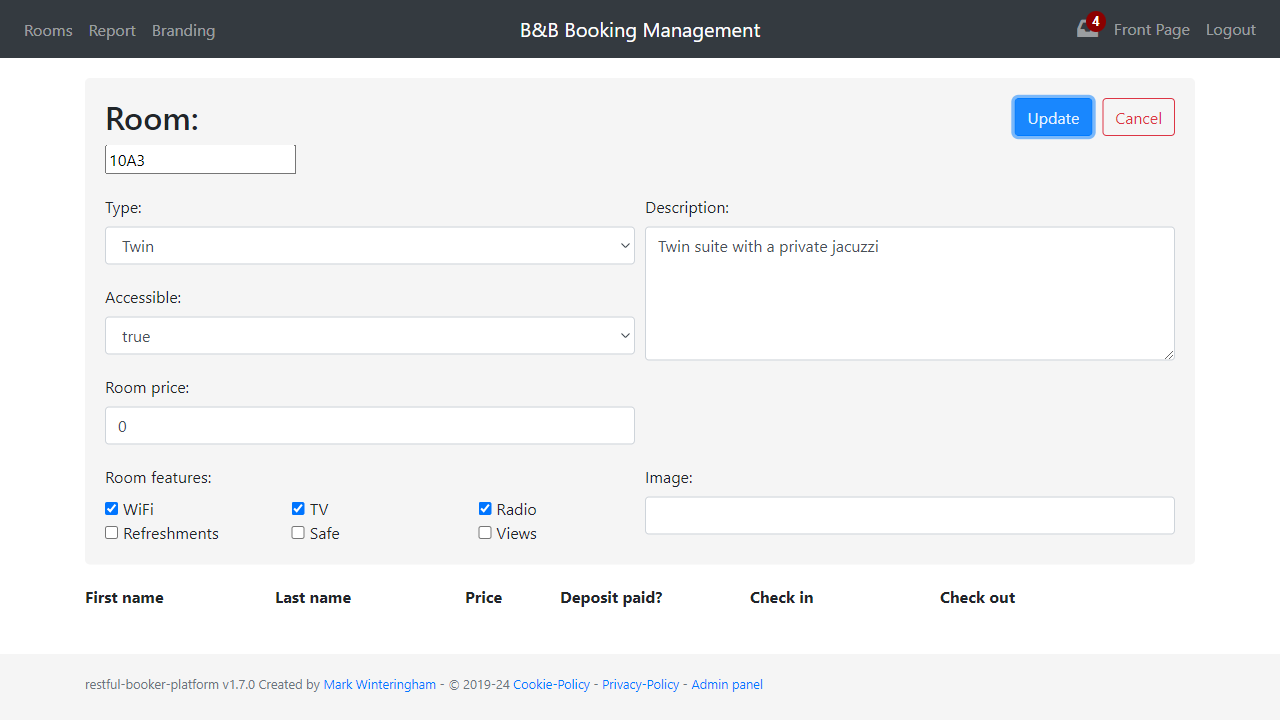 Rooms Report Branding
B&B Booking Management
4 Front Page Logout
Room:
Update Cancel
10A3
Type:
Description:
Twin
Twin suite with a private jacuzzi
Accessible:
true
Room price:
0
Room features:
Image:
WiFi TV Radio
Refreshments Safe Views
First name Last name Price Deposit paid? Check in Check out
restful-booker-platform v1.7.0 Created by Mark Winteringham - © 2019-24 Cookie-Policy - Privacy-Policy - Admin panel